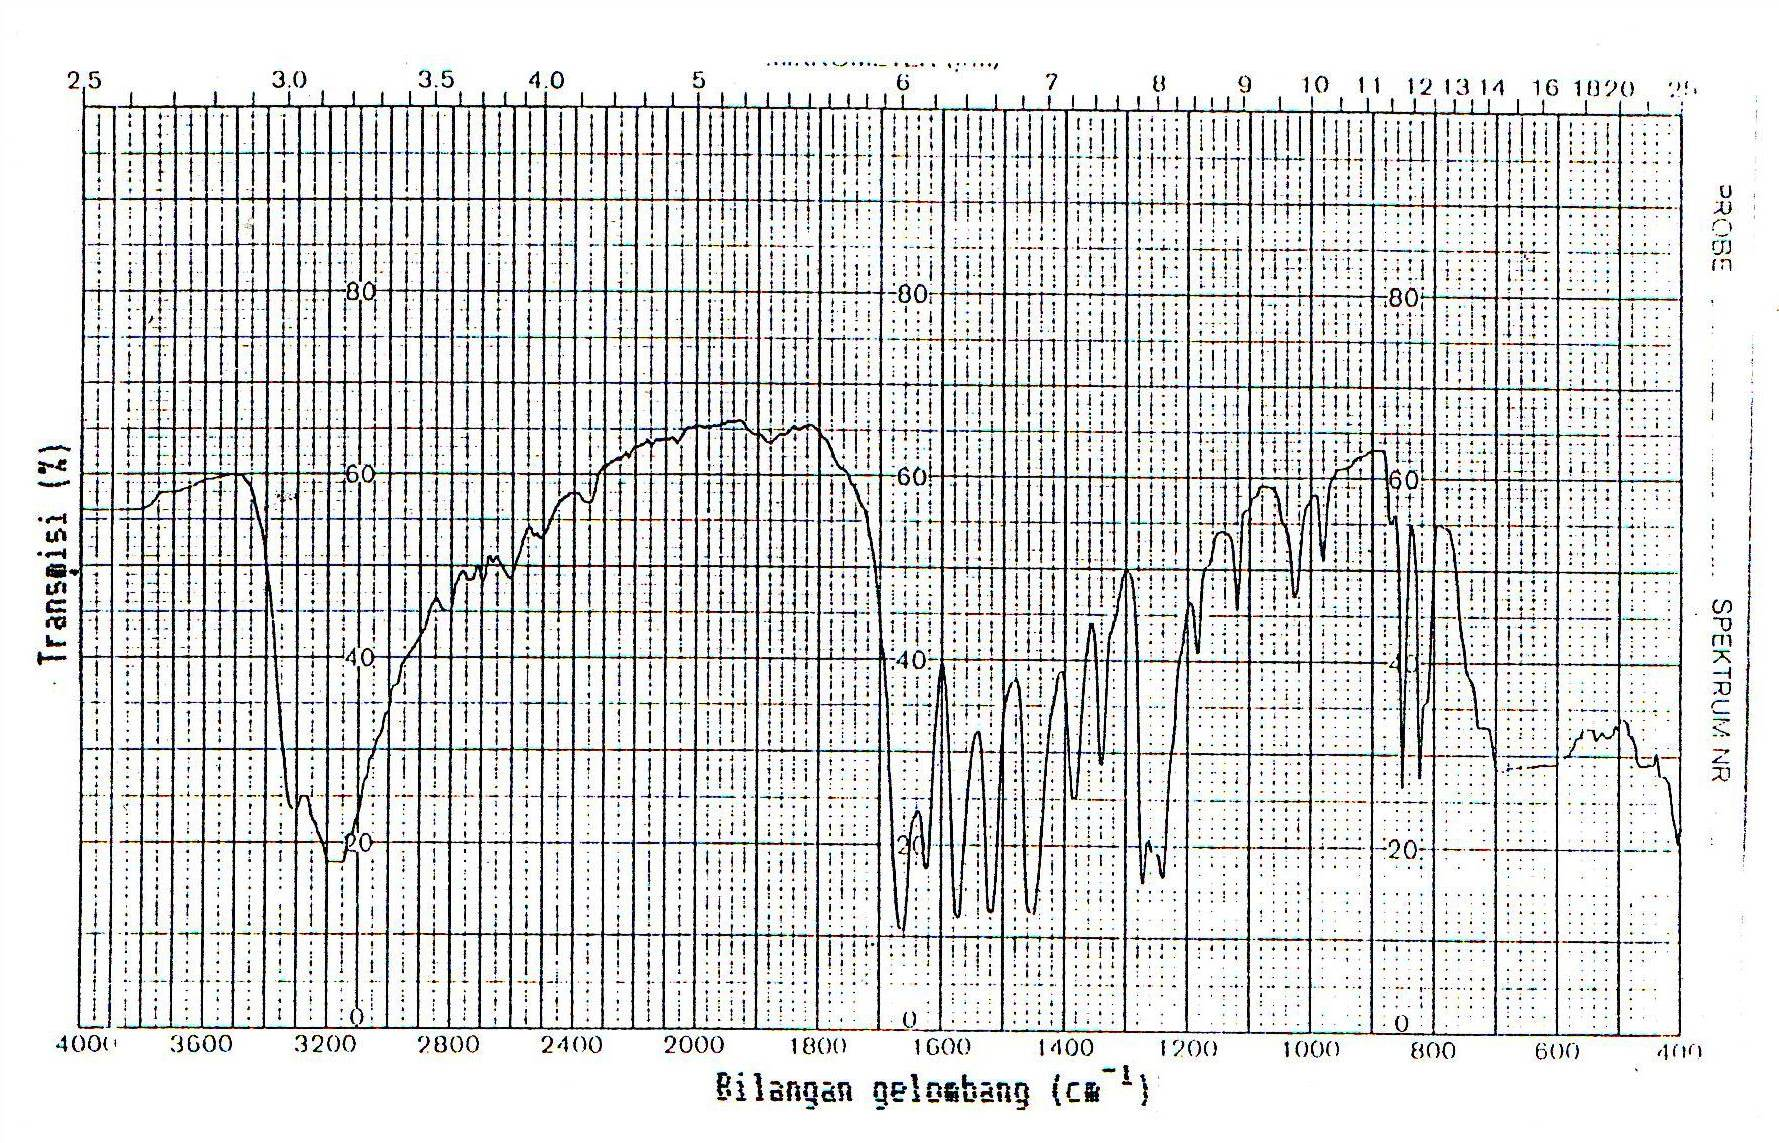 2,5 3.0 3.5 4.0 5 6 7 8 9 10 11 12 13 14 16 18 20 25
80 80 80
60 60 60
40 40 40
20 20 20
0 0 0
4000 3600 3200 2800 2400 2000 1800 1600 1400 1200 1000 800 600 400
Bilangan gelombang (cm⁻¹)
Transmisi (%)
PROBE
SPEKTRUM NR